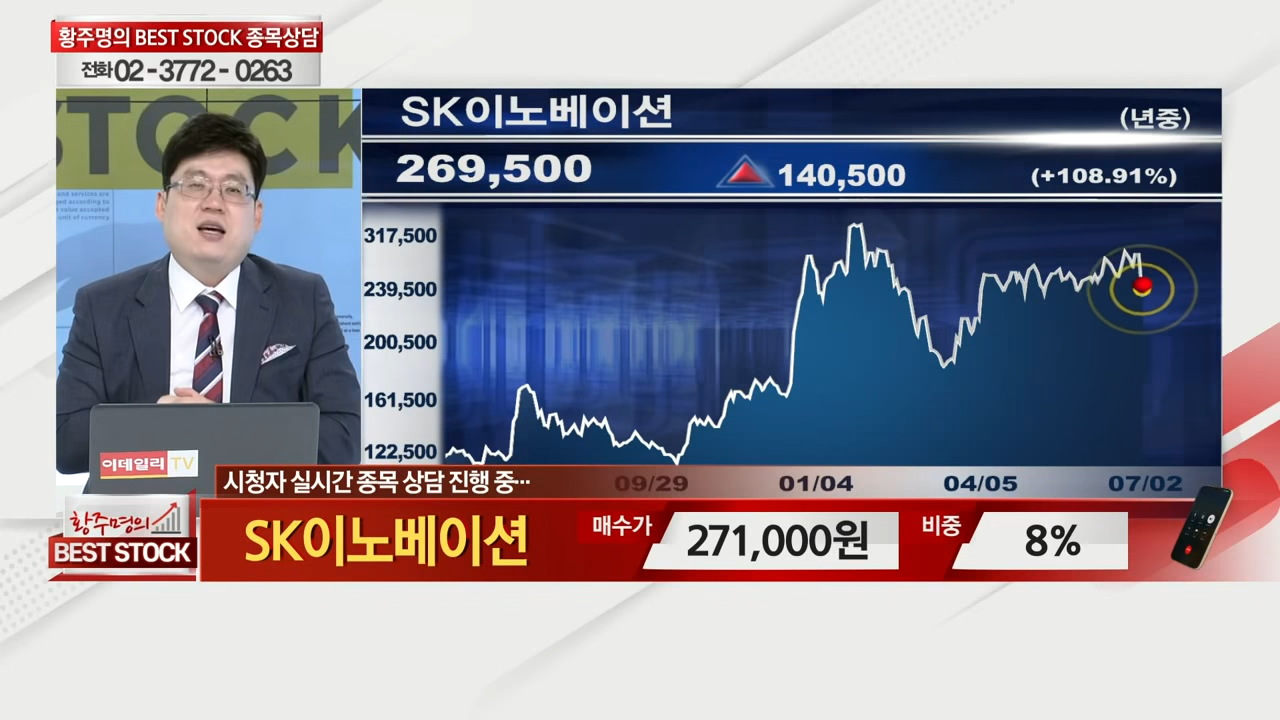 황주명의 BEST STOCK 종목상담
전화 02-3772-0263
STOCK
SK이노베이션
(년중)
269,500
140,500
(+108.91%)
317,500
239,500
200,500
161,500
122,500
09/29
01/04
04/05
07/02
이데일리 TV
시청자 실시간 종목 상담 진행 중...
황주명의
BEST STOCK
SK이노베이션
매수가
271,000원
비중
8%